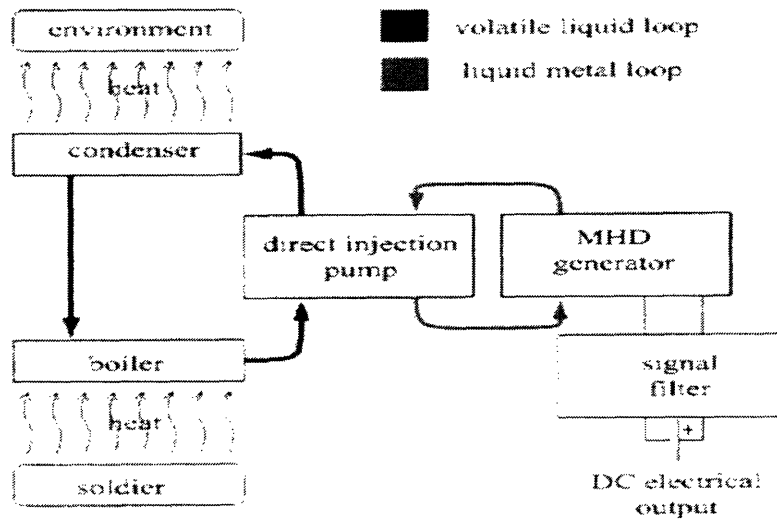 environment
volatile liquid loop
liquid metal loop
heat
condenser
direct injection
pump
MHD
generator
boiler
signal
filter
heat
+
soldier
DC electrical
output